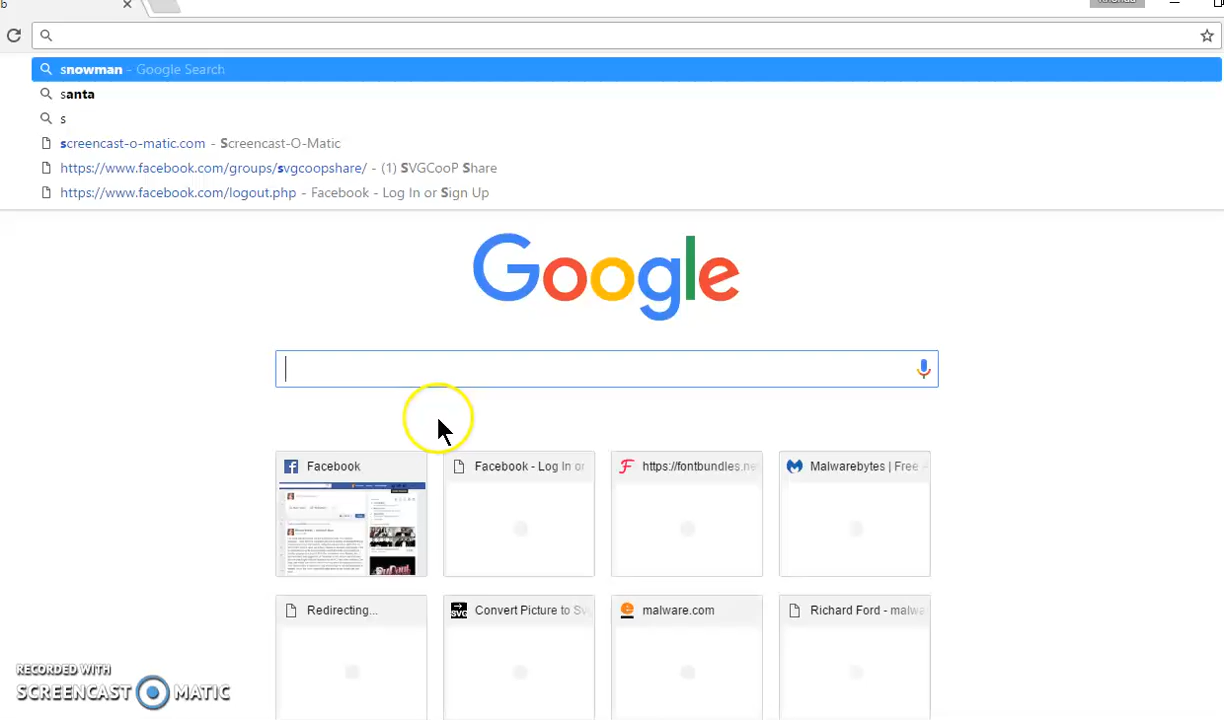 b
snowman - Google Search
santa
s
screencast-o-matic.com - Screencast-O-Matic
https://www.facebook.com/groups/svgcoopshare/ - (1) SVGCooP Share
https://www.facebook.com/logout.php - Facebook - Log In or Sign Up
Google
Facebook
Facebook - Log In or
https://fontbundles.ne
Malwarebytes | Free
Redirecting...
Convert Picture to SV
malware.com
Richard Ford - malwa
RECORDED WITH
SCREENCAST MATIC